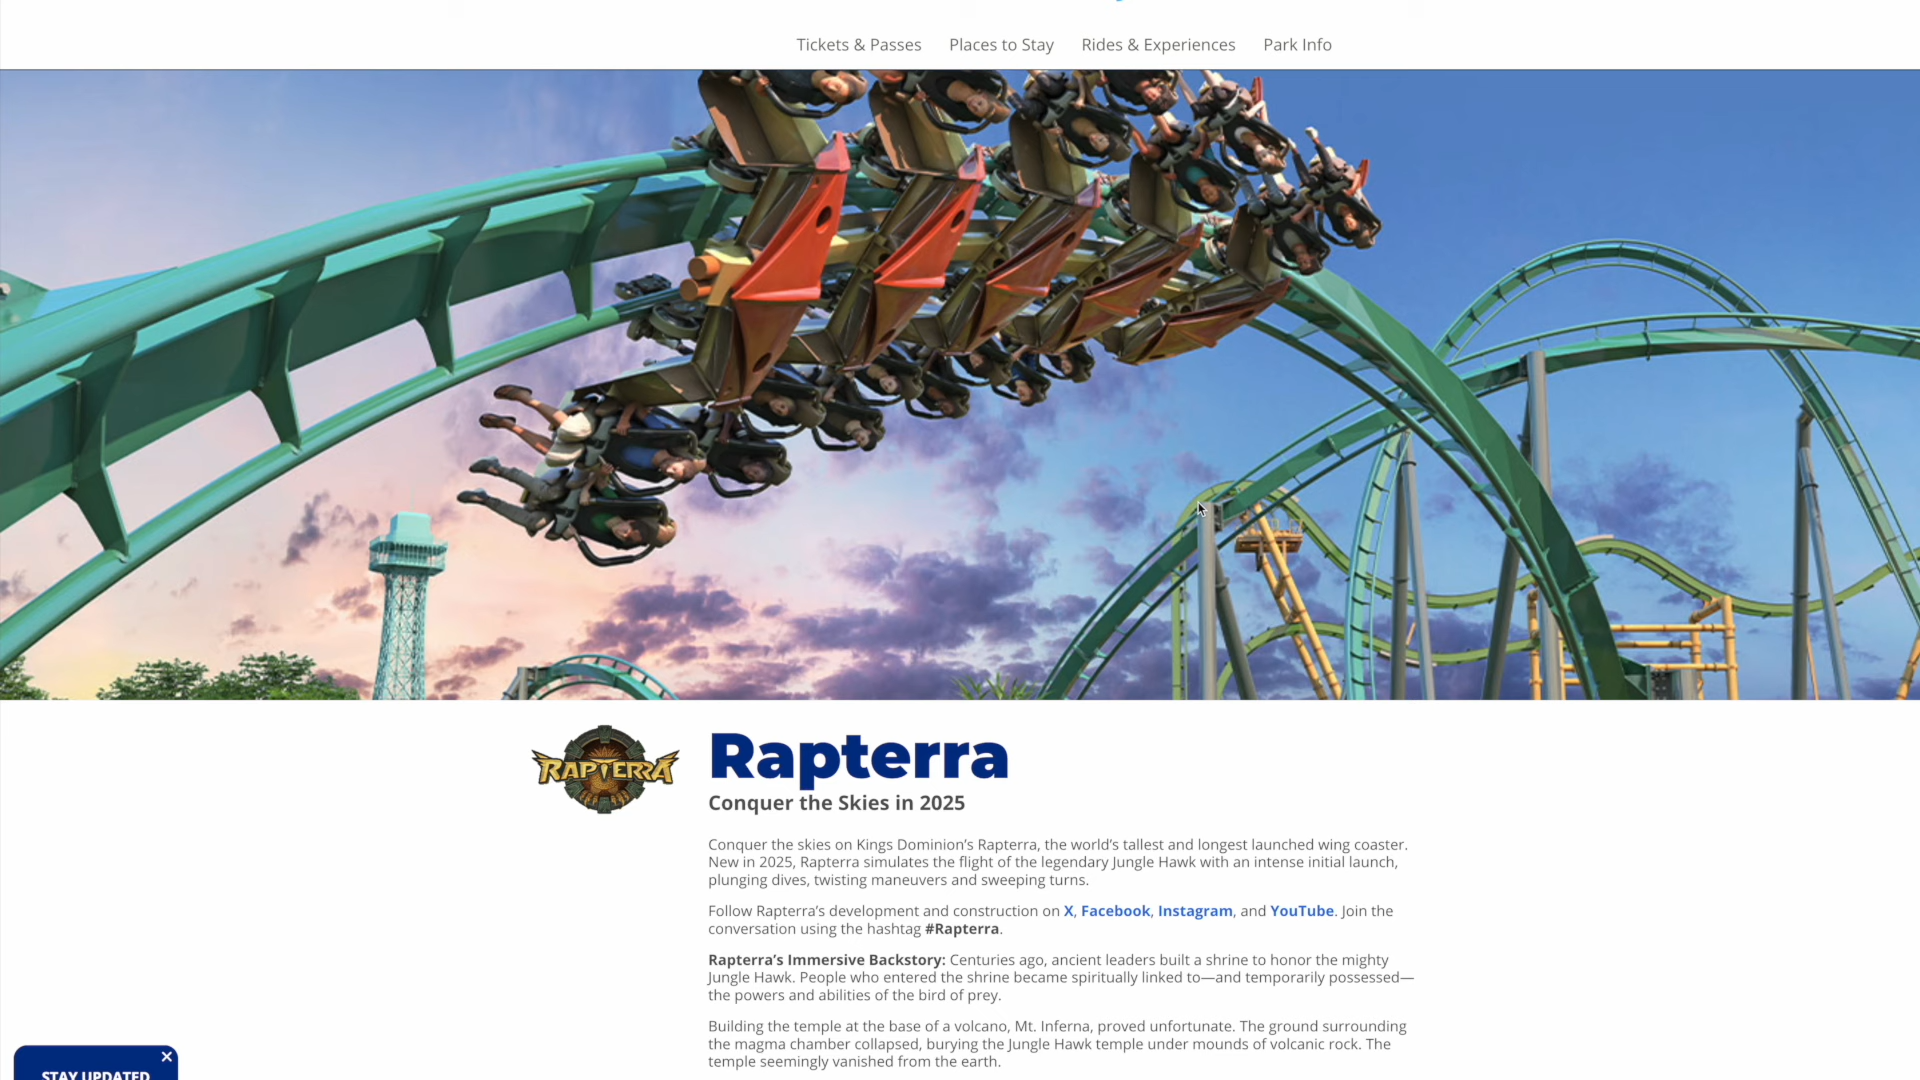 Tickets & Passes Places to Stay Rides & Experiences Park Info
RAPTERRA
Rapterra
Conquer the Skies in 2025
Conquer the skies on Kings Dominion’s Rapterra, the world’s tallest and longest launched wing coaster.
New in 2025, Rapterra simulates the flight of the legendary Jungle Hawk with an intense initial launch,
plunging dives, twisting maneuvers and sweeping turns.
Follow Rapterra’s development and construction on X, Facebook, Instagram, and YouTube. Join the
conversation using the hashtag #Rapterra.
Rapterra’s Immersive Backstory: Centuries ago, ancient leaders built a shrine to honor the mighty
Jungle Hawk. People who entered the shrine became spiritually linked to—and temporarily possessed—
the powers and abilities of the bird of prey.
Building the temple at the base of a volcano, Mt. Inferna, proved unfortunate. The ground surrounding
the magma chamber collapsed, burying the Jungle Hawk temple under mounds of volcanic rock. The
temple seemingly vanished from the earth.
STAY UPDATED